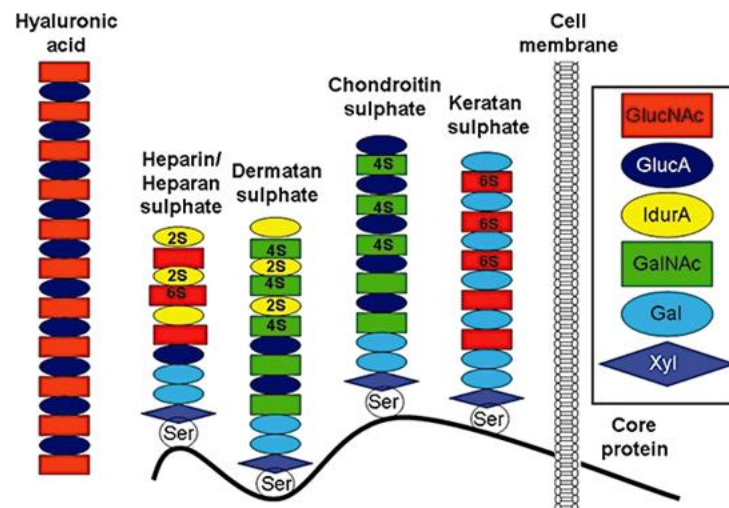 Hyaluronic
acid
Heparin/
Heparan
sulphate
2S
2S
6S
Ser
Dermatan
sulphate
4S
2S
4S
2S
4S
Ser
Chondroitin
sulphate
4S
4S
4S
Ser
Keratan
sulphate
6S
6S
6S
Ser
Cell
membrane
GlucNAc
GlucA
IdurA
GalNAc
Gal
Xyl
Core
protein